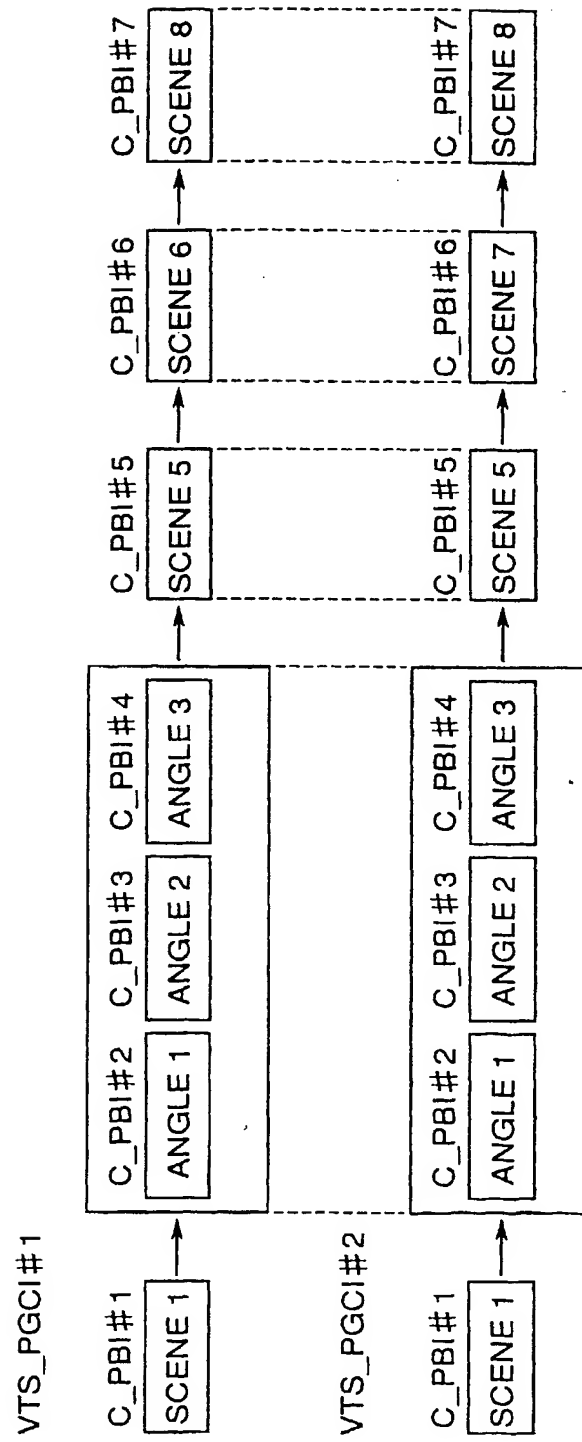 VTS_PGCI#1
C_PBI#1 C_PBI#2 C_PBI#3 C_PBI#4 C_PBI#5 C_PBI#6 C_PBI#7
SCENE 1 ANGLE 1 ANGLE 2 ANGLE 3 SCENE 5 SCENE 6 SCENE 8
VTS_PGCI#2
C_PBI#1 C_PBI#2 C_PBI#3 C_PBI#4 C_PBI#5 C_PBI#6 C_PBI#7
SCENE 1 ANGLE 1 ANGLE 2 ANGLE 3 SCENE 5 SCENE 7 SCENE 8